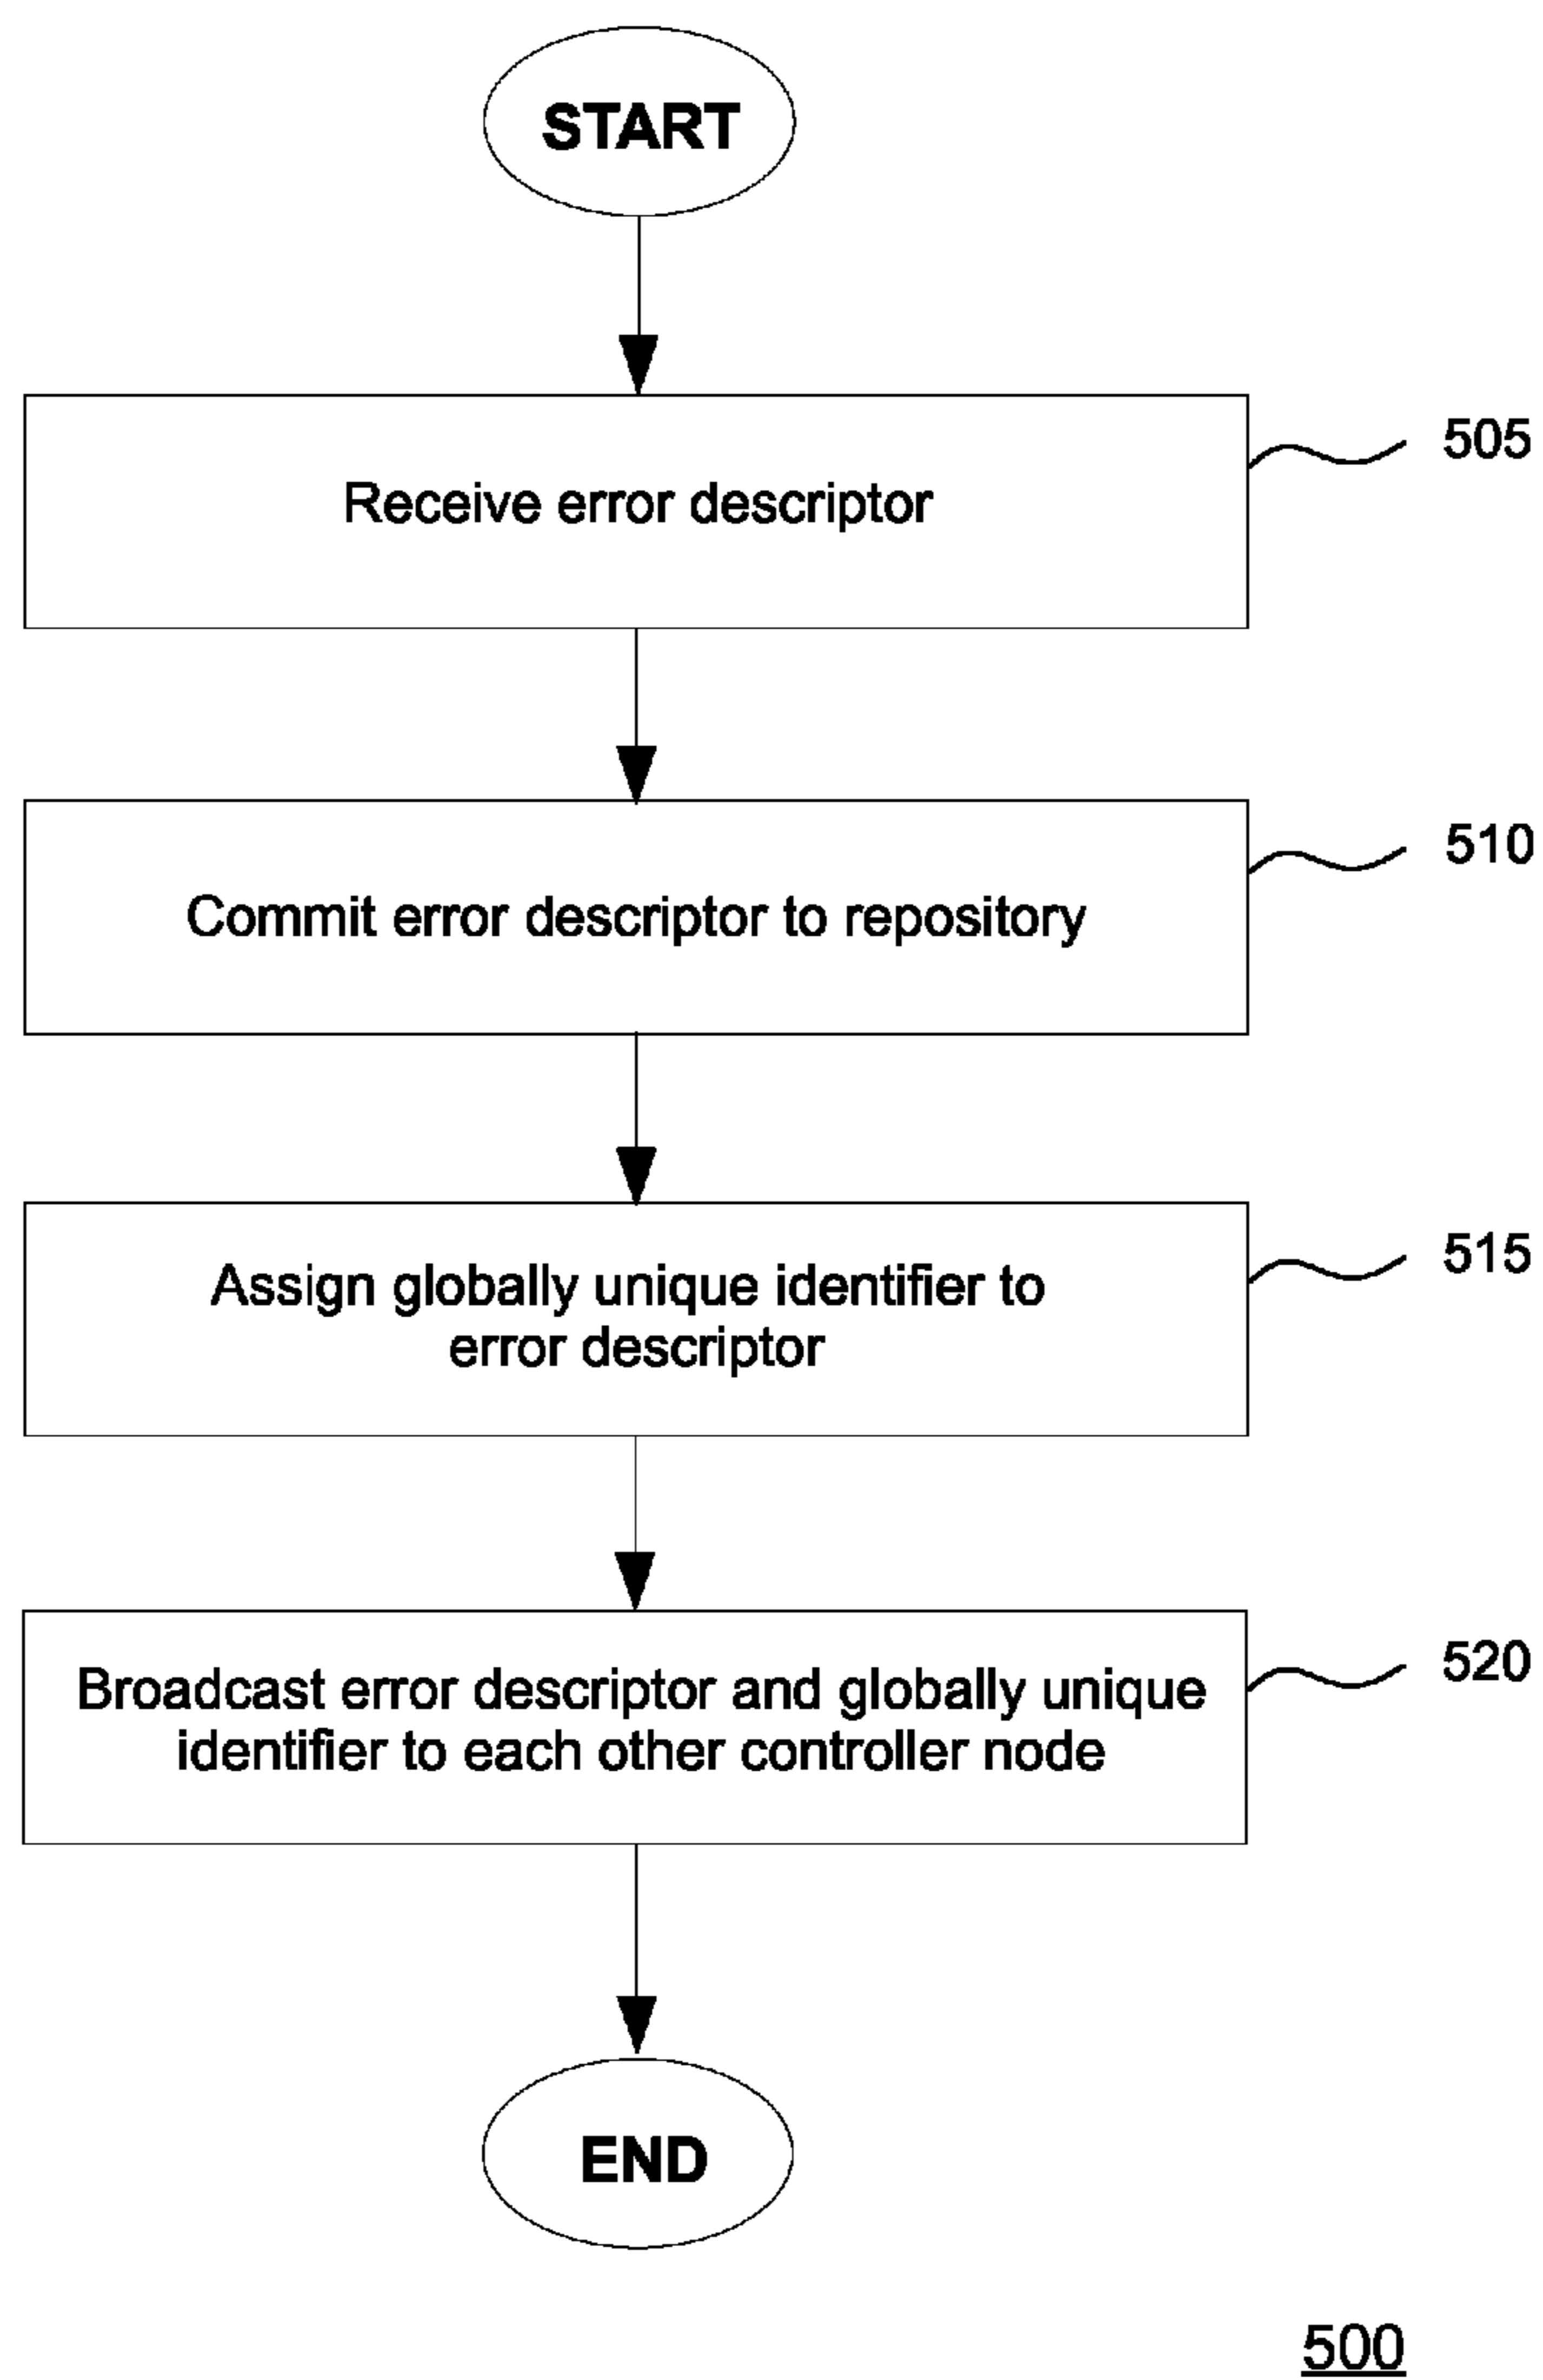 START
Receive error descriptor
505
Commit error descriptor to repository
510
Assign globally unique identifier to
error descriptor
515
Broadcast error descriptor and globally unique
identifier to each other controller node
520
END
500